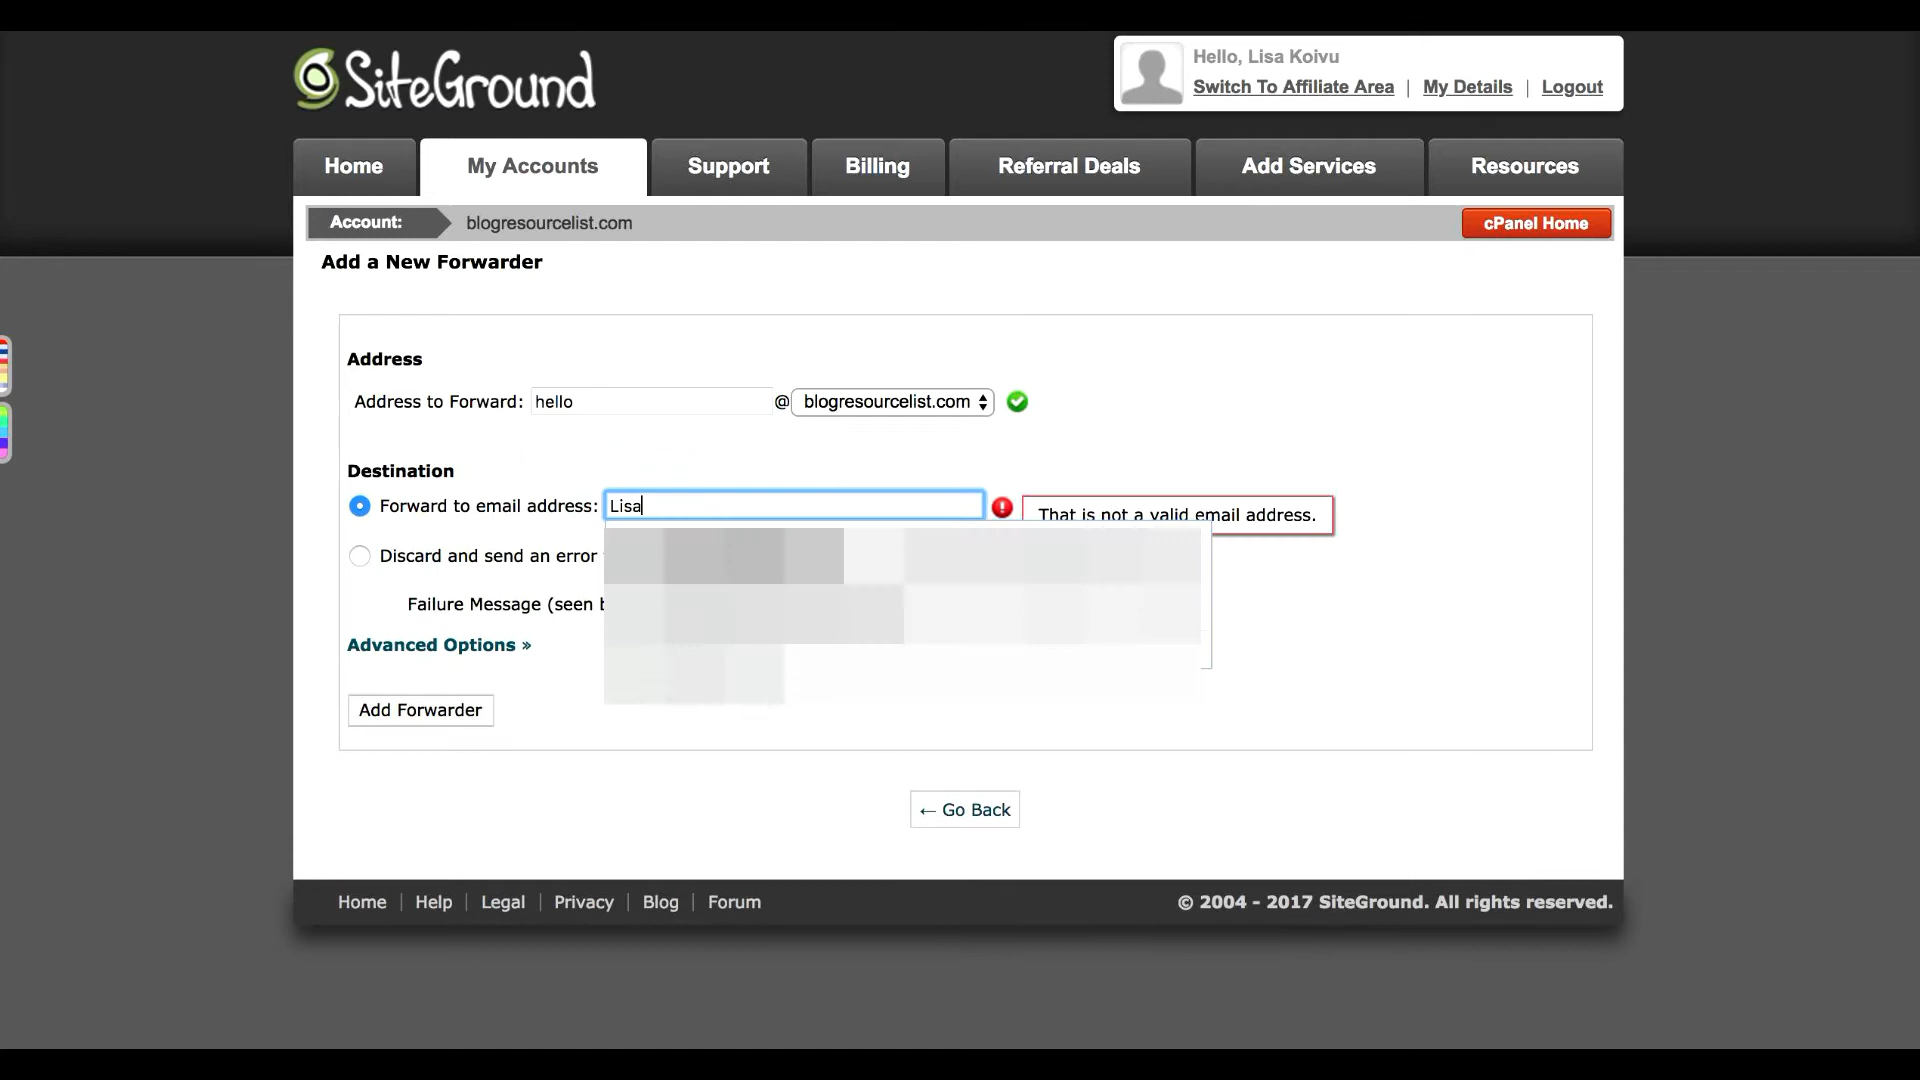 SiteGround
Hello, Lisa Koivu
Switch To Affiliate Area | My Details | Logout
Home
My Accounts
Support
Billing
Referral Deals
Add Services
Resources
Account: blogresourcelist.com
cPanel Home
Add a New Forwarder
Address
Address to Forward: hello @ blogresourcelist.com
Destination
Forward to email address: Lisa
That is not a valid email address.
Discard and send an error
Failure Message (seen
Advanced Options »
Add Forwarder
← Go Back
Home | Help | Legal | Privacy | Blog | Forum
© 2004 - 2017 SiteGround. All rights reserved.